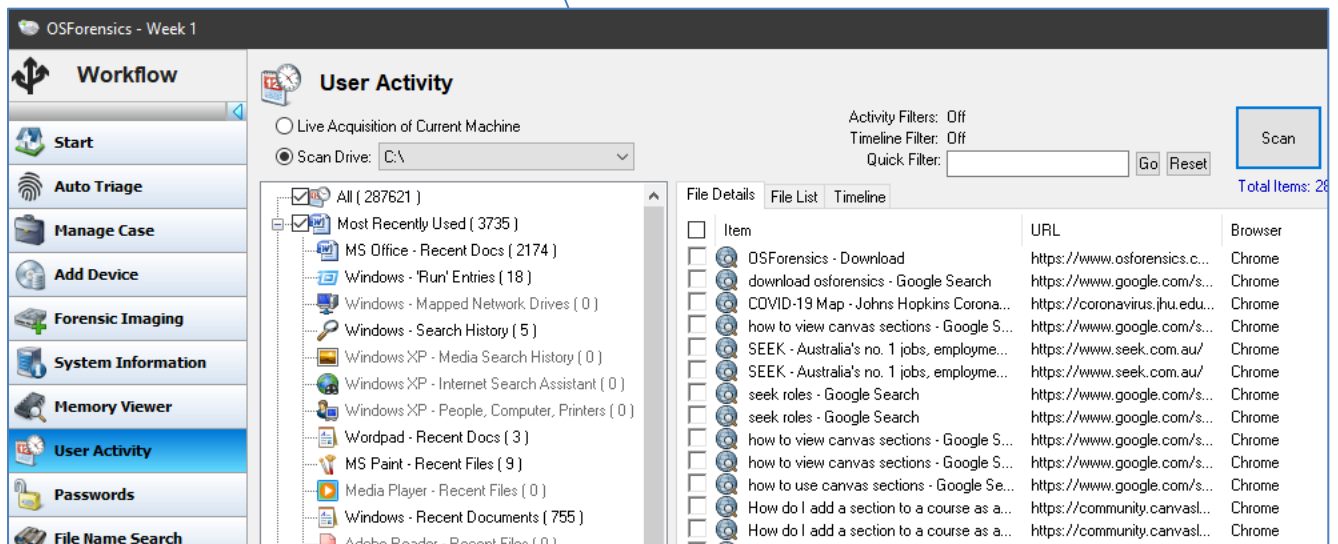 OSForensics - Week 1
Workflow
Start
Auto Triage
Manage Case
Add Device
Forensic Imaging
System Information
Memory Viewer
User Activity
Passwords
File Name Search
User Activity
Live Acquisition of Current Machine
Scan Drive: C:\
Activity Filters: Off
Timeline Filter: Off
Quick Filter: Go Reset
Scan
Total Items: 28
All ( 287621 )
Most Recently Used ( 3735 )
MS Office - Recent Docs ( 2174 )
Windows - 'Run' Entries ( 18 )
Windows - Mapped Network Drives ( 0 )
Windows - Search History ( 5 )
Windows XP - Media Search History ( 0 )
Windows XP - Internet Search Assistant ( 0 )
Windows XP - People, Computer, Printers ( 0 )
Wordpad - Recent Docs ( 3 )
MS Paint - Recent Files ( 9 )
Media Player - Recent Files ( 0 )
Windows - Recent Documents ( 755 )
Adobe Reader - Recent Files ( 0 )
File Details File List Timeline
Item URL Browser
OSForensics - Download https://www.osforensics.c... Chrome
download osforensics - Google Search https://www.google.com/s... Chrome
COVID-19 Map - Johns Hopkins Corona... https://coronavirus.jhu.edu... Chrome
how to view canvas sections - Google S... https://www.google.com/s... Chrome
SEEK - Australia's no. 1 jobs, employme... https://www.seek.com.au/ Chrome
SEEK - Australia's no. 1 jobs, employme... https://www.seek.com.au/ Chrome
seek roles - Google Search https://www.google.com/s... Chrome
seek roles - Google Search https://www.google.com/s... Chrome
how to view canvas sections - Google S... https://www.google.com/s... Chrome
how to view canvas sections - Google S... https://www.google.com/s... Chrome
how to use canvas sections - Google Se... https://www.google.com/s... Chrome
How do I add a section to a course as a... https://community.canvasl... Chrome
How do I add a section to a course as a... https://community.canvasl... Chrome